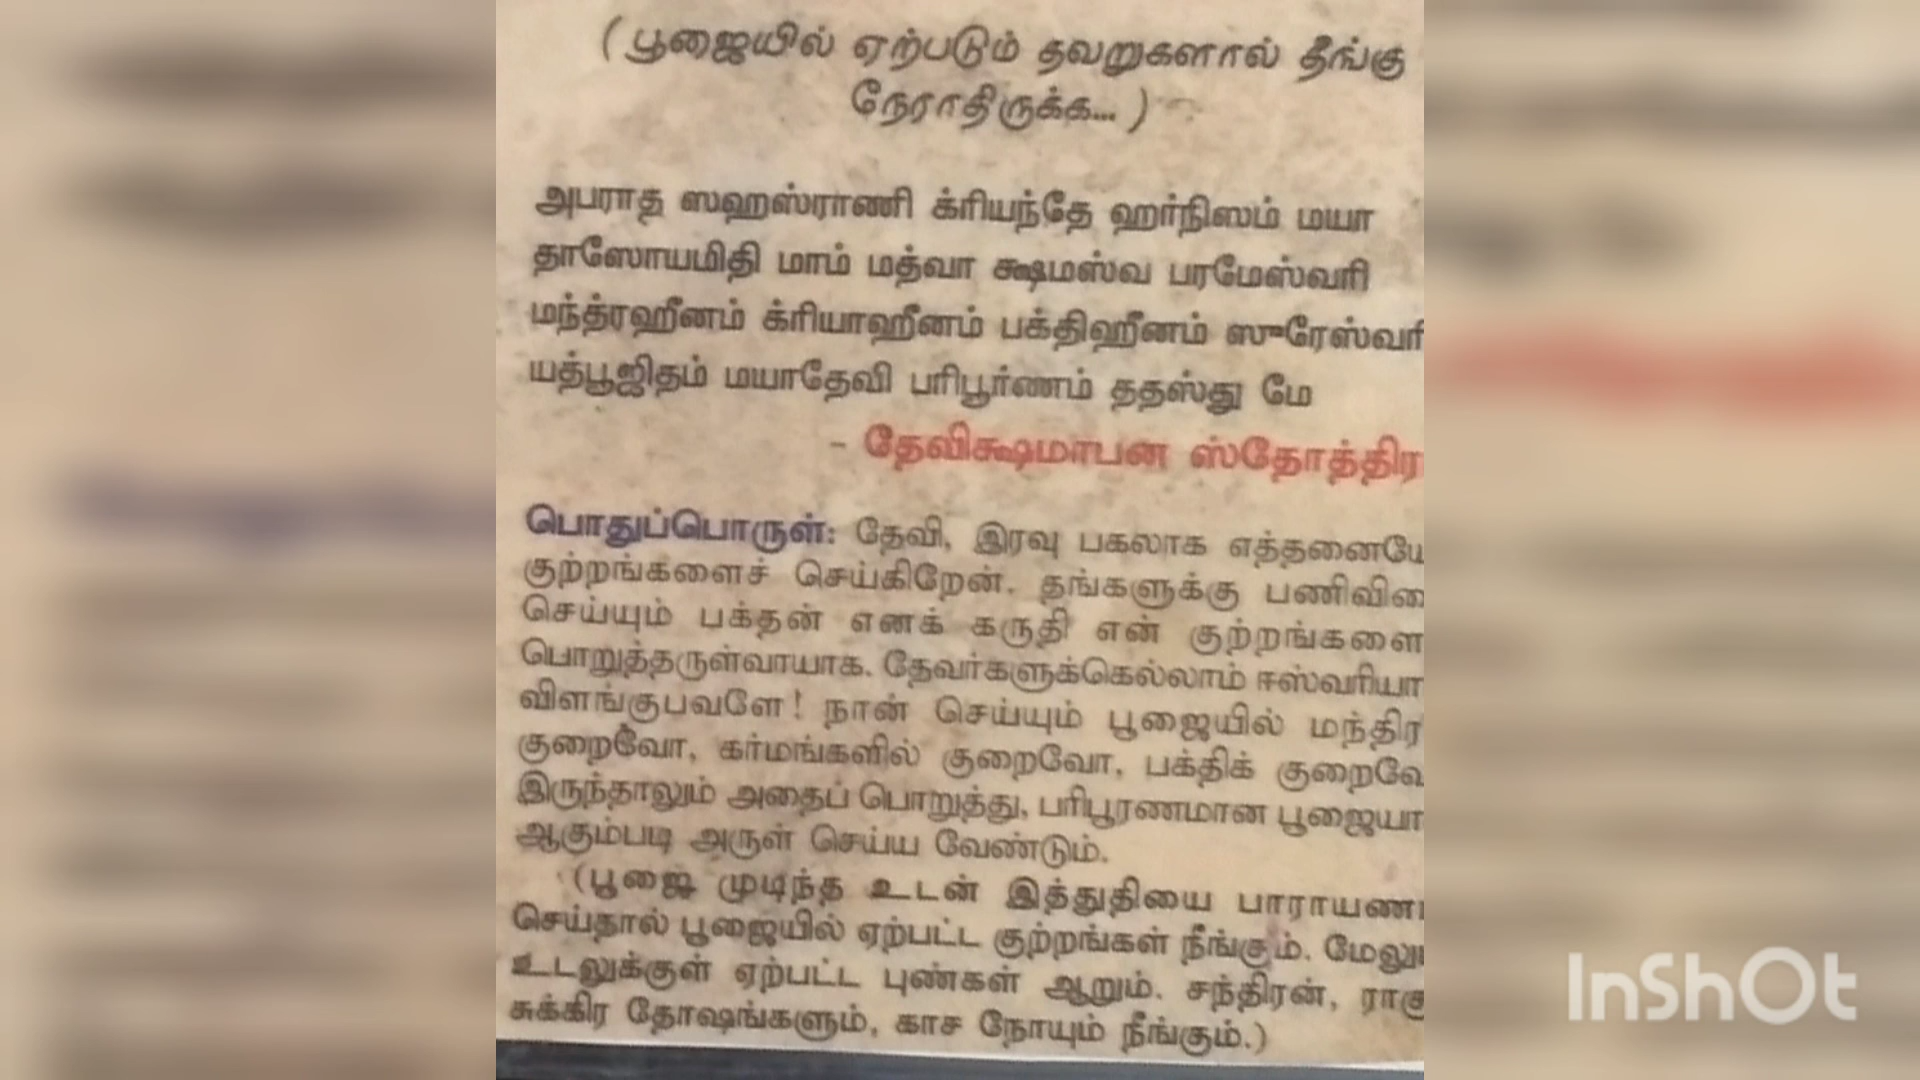 ( பூஜையில் ஏற்படும் தவறுகளால் தீங்கு
நேராதிருக்க... )
அபராத ஸஹஸ்ராணி க்ரியந்தே ஹர்நிஸம் மயா
தாஸோயமிதி மாம் மத்வா க்ஷமஸ்வ பரமேஸ்வரி
மந்த்ரஹீனம் க்ரியாஹீனம் பக்திஹீனம் ஸுரேஸ்வரி
யத்பூஜிதம் மயாதேவி பரிபூர்ணம் ததஸ்து மே
- தேவிக்ஷமாபன ஸ்தோத்திர
பொதுப்பொருள்: தேவி, இரவு பகலாக எத்தனையே
குற்றங்களைச் செய்கிறேன். தங்களுக்கு பணிவிடை
செய்யும் பக்தன் எனக் கருதி என் குற்றங்களை
பொறுத்தருள்வாயாக. தேவர்களுக்கெல்லாம் ஈஸ்வரியா
விளங்குபவளே! நான் செய்யும் பூஜையில் மந்திர
குறைவோ, கர்மங்களில் குறைவோ, பக்திக் குறைவே
இருந்தாலும் அதைப் பொறுத்து, பரிபூரணமான பூஜையா
ஆகும்படி அருள் செய்ய வேண்டும்.
(பூஜை முடிந்த உடன் இத்துதியை பாராயண
செய்தால் பூஜையில் ஏற்பட்ட குற்றங்கள் நீங்கும். மேலு
உடலுக்குள் ஏற்பட்ட புண்கள் ஆறும். சந்திரன், ராகு
சுக்கிர தோஷங்களும், காச நோயும் நீங்கும்.)
InShOt